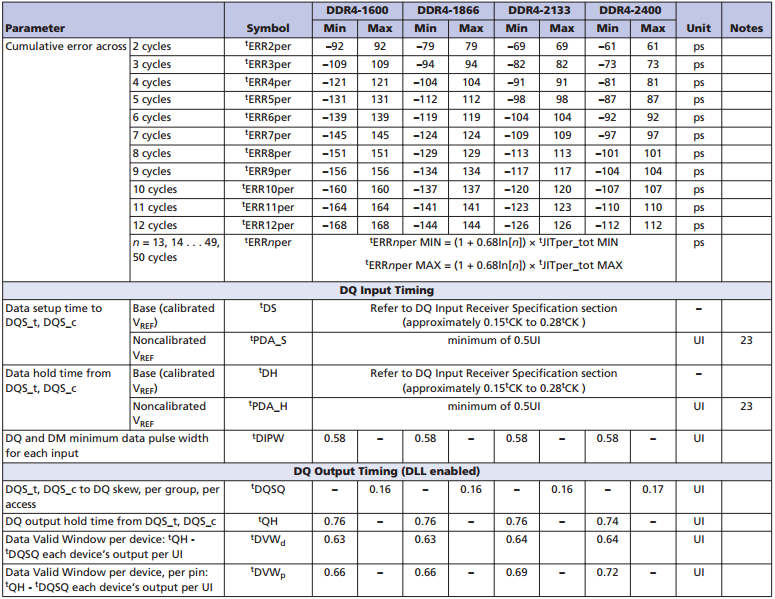 DDR4-1600 DDR4-1866 DDR4-2133 DDR4-2400
Parameter Symbol Min Max Min Max Min Max Min Max Unit Notes
Cumulative error across 2 cycles tERR2per –92 92 –79 79 –69 69 –61 61 ps
3 cycles tERR3per –109 109 –94 94 –82 82 –73 73 ps
4 cycles tERR4per –121 121 –104 104 –91 91 –81 81 ps
5 cycles tERR5per –131 131 –112 112 –98 98 –87 87 ps
6 cycles tERR6per –139 139 –119 119 –104 104 –92 92 ps
7 cycles tERR7per –145 145 –124 124 –109 109 –97 97 ps
8 cycles tERR8per –151 151 –129 129 –113 113 –101 101 ps
9 cycles tERR9per –156 156 –134 134 –117 117 –104 104 ps
10 cycles tERR10per –160 160 –137 137 –120 120 –107 107 ps
11 cycles tERR11per –164 164 –141 141 –123 123 –110 110 ps
12 cycles tERR12per –168 168 –144 144 –126 126 –112 112 ps
n = 13, 14 . . . 49, tERRnper tERRnper MIN = (1 + 0.68ln[n]) × tJITper_tot MIN ps
50 cycles
tERRnper MAX = (1 + 0.68ln[n]) × tJITper_tot MAX
DQ Input Timing
Data setup time to Base (calibrated tDS Refer to DQ Input Receiver Specification section –
DQS_t, DQS_c VREF) (approximately 0.15tCK to 0.28tCK )
Noncalibrated tPDA_S minimum of 0.5UI UI 23
VREF
Data hold time from Base (calibrated tDH Refer to DQ Input Receiver Specification section –
DQS_t, DQS_c VREF) (approximately 0.15tCK to 0.28tCK )
Noncalibrated tPDA_H minimum of 0.5UI UI 23
VREF
DQ and DM minimum data pulse width tDIPW 0.58 – 0.58 – 0.58 – 0.58 – UI
for each input
DQ Output Timing (DLL enabled)
DQS_t, DQS_c to DQ skew, per group, per tDQSQ – 0.16 – 0.16 – 0.16 – 0.17 UI
access
DQ output hold time from DQS_t, DQS_c tQH 0.76 – 0.76 – 0.76 – 0.74 – UI
Data Valid Window per device: tQH - tDVWd 0.63 – 0.63 – 0.64 – 0.64 – UI
tDQSQ each device's output per UI
Data Valid Window per device, per pin: tDVWp 0.66 – 0.66 – 0.69 – 0.72 – UI
tQH - tDQSQ each device's output per UI